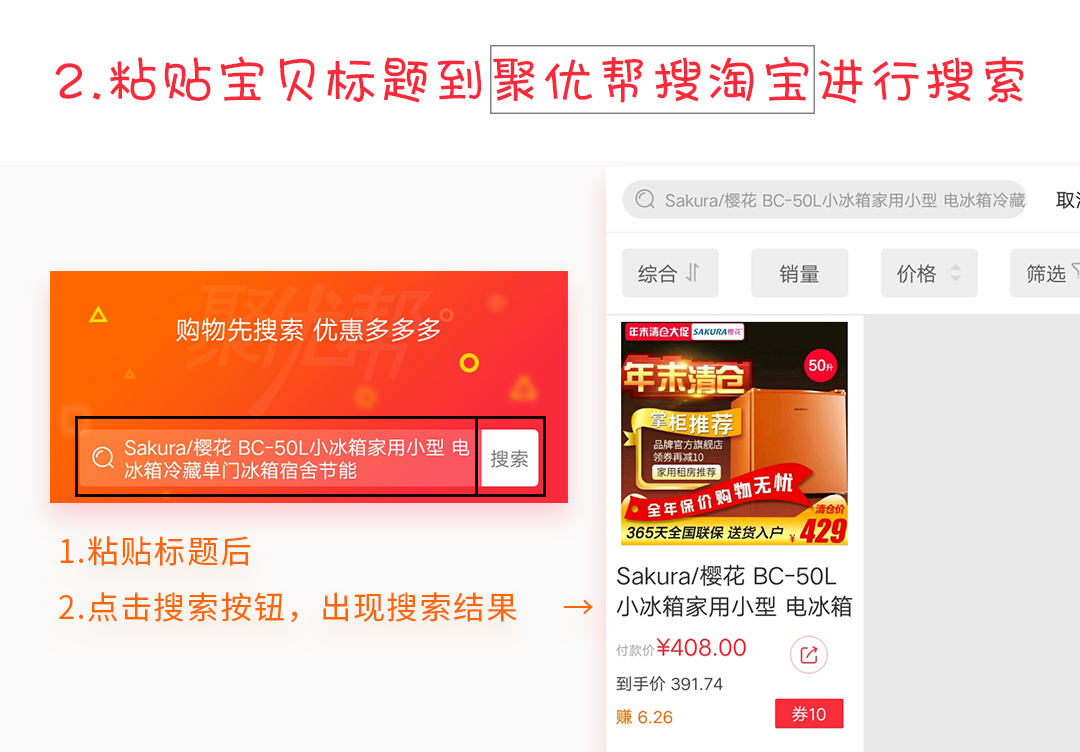 2.粘贴宝贝标题到聚优帮搜淘宝进行搜索
聚优帮
购物先搜索 优惠多多多
Sakura/樱花 BC-50L小冰箱家用小型 电
冰箱冷藏单门冰箱宿舍节能
搜索
1.粘贴标题后
2.点击搜索按钮，出现搜索结果
Sakura/樱花 BC-50L小冰箱家用小型 电冰箱冷藏
取消
综合
销量
价格
筛选
年末清仓大促 SAKURA樱花
50升
年末清仓
掌柜推荐
品牌官方旗舰店
领券再减10
家用租房推荐
全年保价购物无忧
清仓价
365天全国联保 送货入户
¥429
Sakura/樱花 BC-50L
小冰箱家用小型 电冰箱
付款价¥408.00
到手价 391.74
赚 6.26
券10